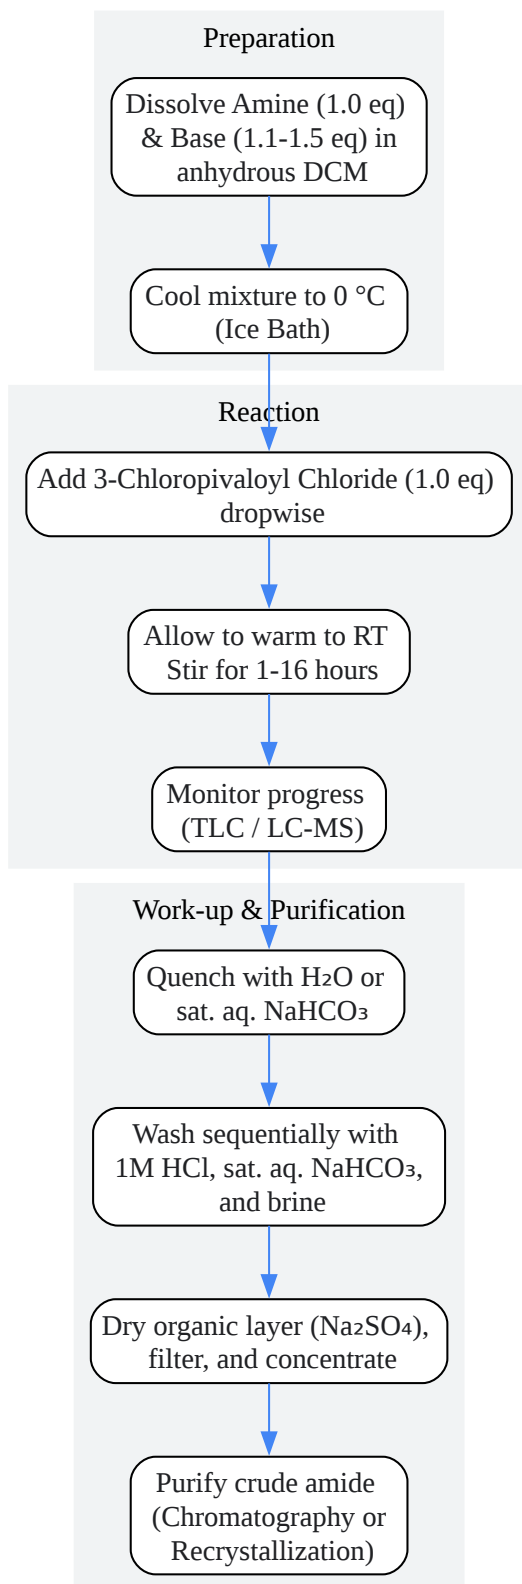 Preparation
Dissolve Amine (1.0 eq)
& Base (1.1-1.5 eq) in
anhydrous DCM
Cool mixture to 0 °C
(Ice Bath)
Reaction
Add 3-Chloropivaloyl Chloride (1.0 eq)
dropwise
Allow to warm to RT
Stir for 1-16 hours
Monitor progress
(TLC / LC-MS)
Work-up & Purification
Quench with H₂O or
sat. aq. NaHCO₃
Wash sequentially with
1M HCl, sat. aq. NaHCO₃,
and brine
Dry organic layer (Na₂SO₄),
filter, and concentrate
Purify crude amide
(Chromatography or
Recrystallization)